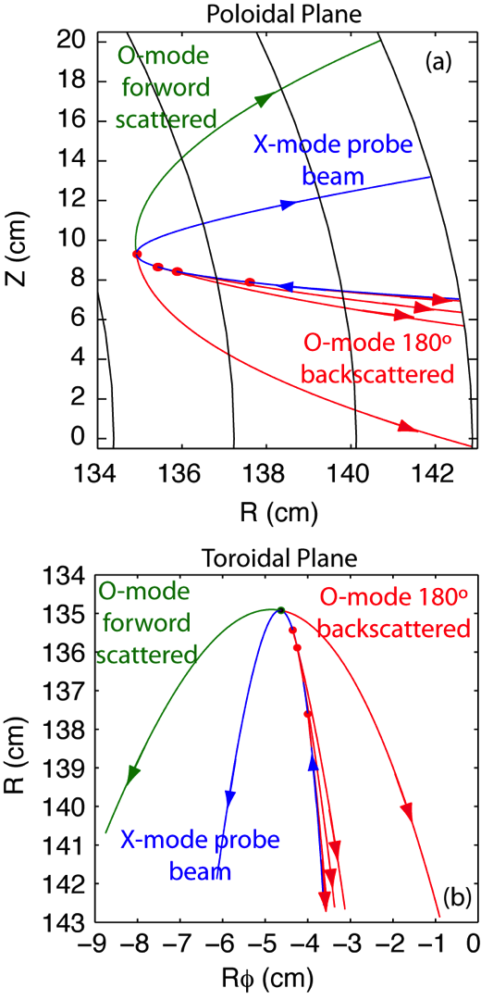 Poloidal Plane
20
18
16
14
12
10
8
6
4
2
0
Z (cm)
(a)
O-mode
forword
scattered
X-mode probe
beam
O-mode 180º
backscattered
134 136 138 140 142
R (cm)
Toroidal Plane
134
135
136
137
138
139
140
141
142
143
R (cm)
O-mode
forword
scattered
O-mode 180º
backscattered
X-mode probe
beam
(b)
−9 −8 −7 −6 −5 −4 −3 −2 −1 0
Rϕ (cm)